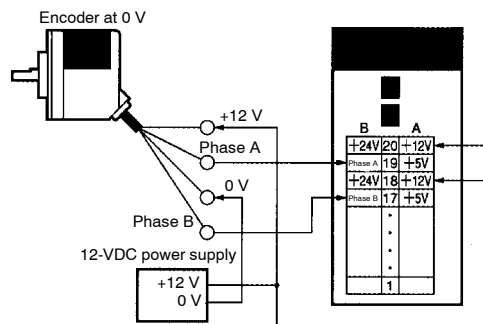 Encoder at 0 V
+12 V
Phase A
0 V
Phase B
12-VDC power supply
+12 V
0 V
B A
+24V 20 +12V
Phase A 19 +5V
+24V 18 +12V
Phase B 17 +5V
1